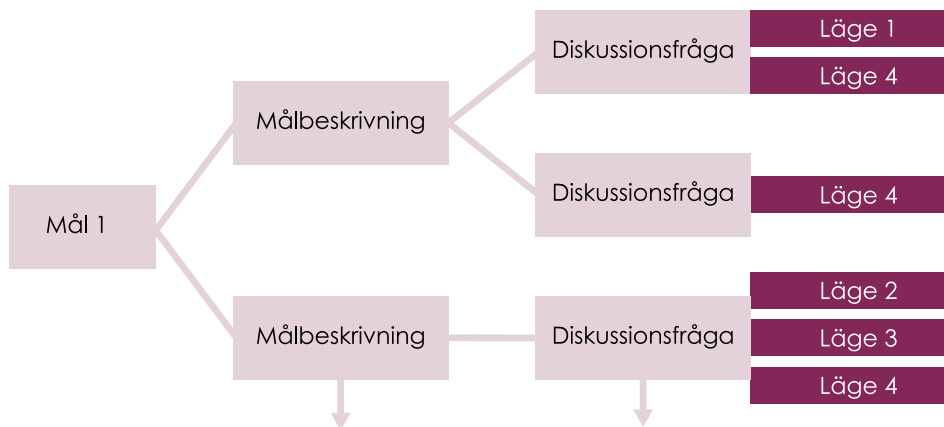 Diskussionsfråga
Läge 1
Läge 4
Målbeskrivning
Diskussionsfråga
Läge 4
Mål 1
Läge 2
Målbeskrivning
Diskussionsfråga
Läge 3
Läge 4